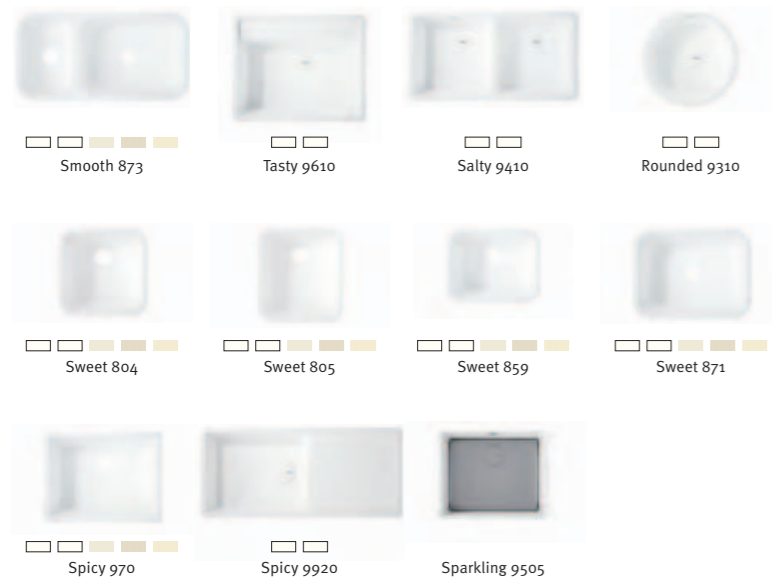 Smooth 873
Tasty 9610
Salty 9410
Rounded 9310
Sweet 804
Sweet 805
Sweet 859
Sweet 871
Spicy 970
Spicy 9920
Sparkling 9505